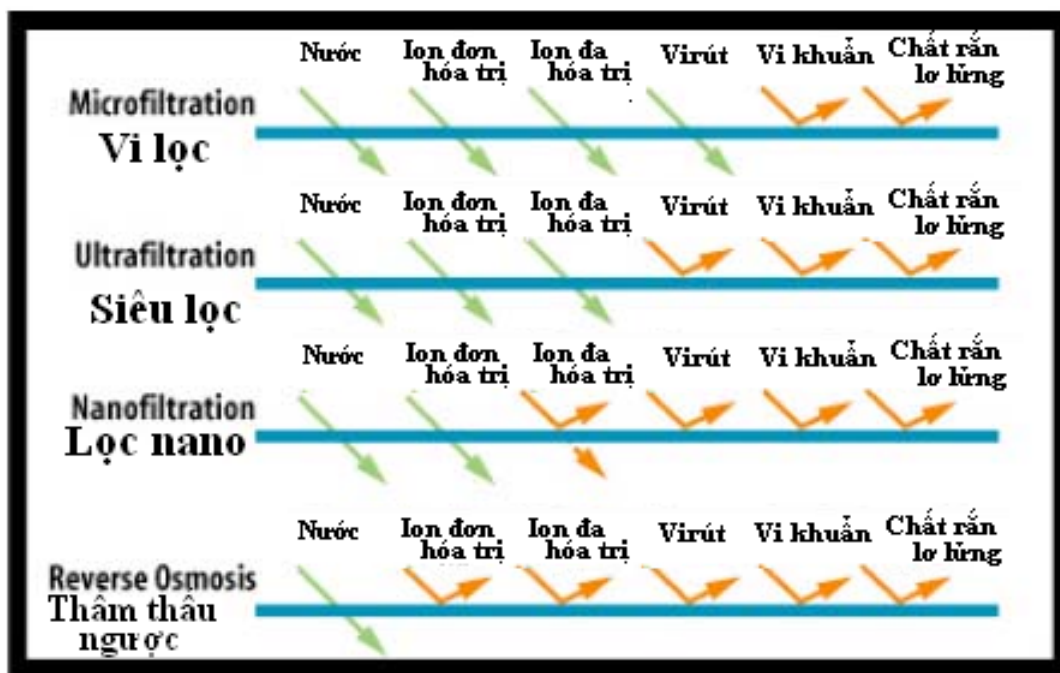 Nước Ion đơn Ion đa Virút Vi khuẩn Chất rắn
hóa trị hóa trị lơ lửng
Microfiltration
Vi lọc
Nước Ion đơn Ion đa Virút Vi khuẩn Chất rắn
hóa trị hóa trị lơ lửng
Ultrafiltration
Siêu lọc
Nước Ion đơn Ion đa Virút Vi khuẩn Chất rắn
hóa trị hóa trị lơ lửng
Nanofiltration
Lọc nano
Nước Ion đơn Ion đa Virút Vi khuẩn Chất rắn
hóa trị hóa trị lơ lửng
Reverse Osmosis
Thâm thâu
ngược